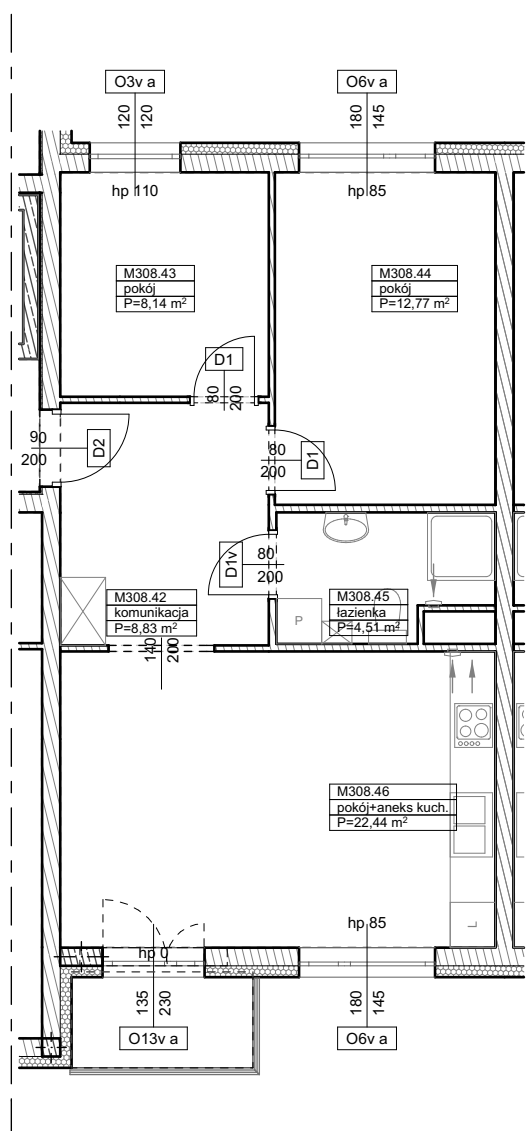 O3v a
O6v a
120
120
180
145
hp 110
hp 85
M308.43
pokój
P=8,14 m²
M308.44
pokój
P=12,77 m²
D1
80
200
90
200
D2
80
200
D1
D1v
80
200
M308.42
komunikacja
P=8,83 m²
M308.45
łazienka
P=4,51 m²
P
140
200
M308.46
pokój+aneks kuch.
P=22,44 m²
L
hp 0
hp 85
135
230
180
145
O13v a
O6v a